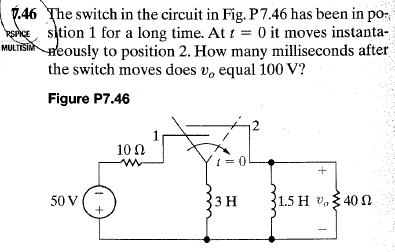 7.46 The switch in the circuit in Fig. P7.46 has been in po-
PSPICE sition 1 for a long time. At t = 0 it moves instanta-
MULTISIM neously to position 2. How many milliseconds after
the switch moves does vₒ equal 100 V?
Figure P7.46
1
2
10 Ω
t = 0
+
50 V
−
+
3 H
1.5 H
vₒ
40 Ω
−